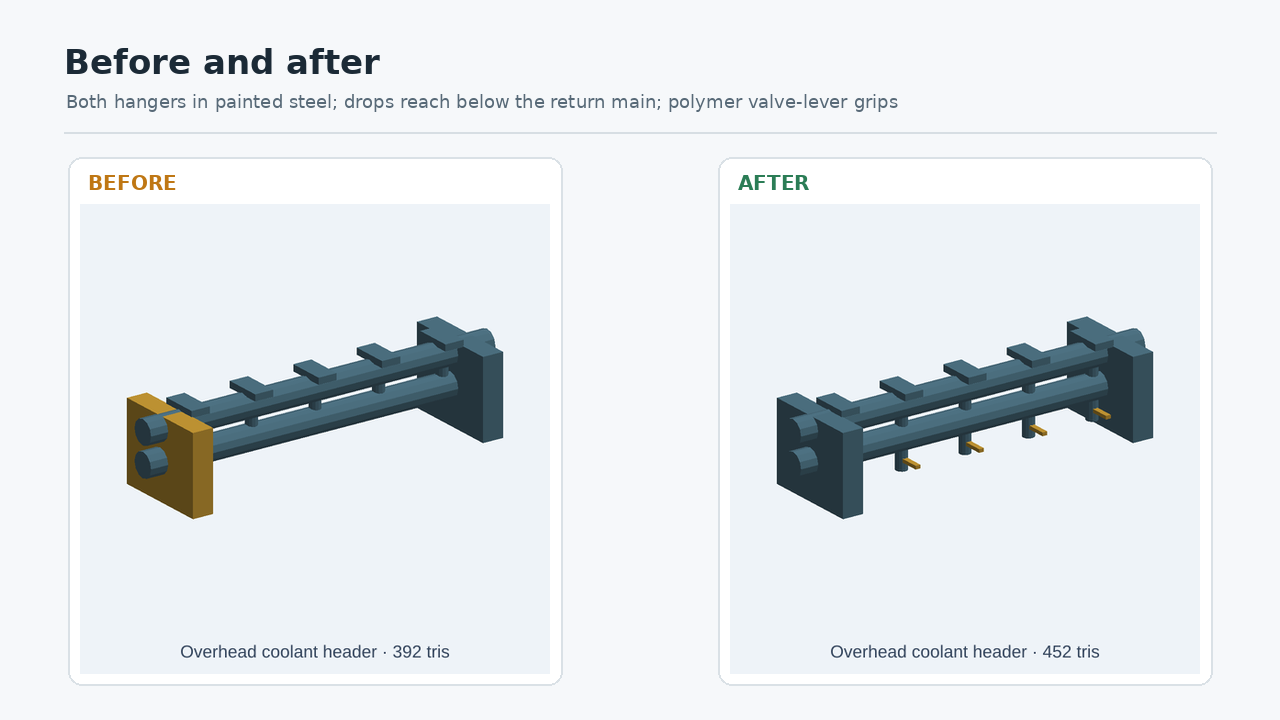 Before and after
Both hangers in painted steel; drops reach below the return main; polymer valve-lever grips
BEFORE
AFTER
Overhead coolant header · 392 tris
Overhead coolant header · 452 tris